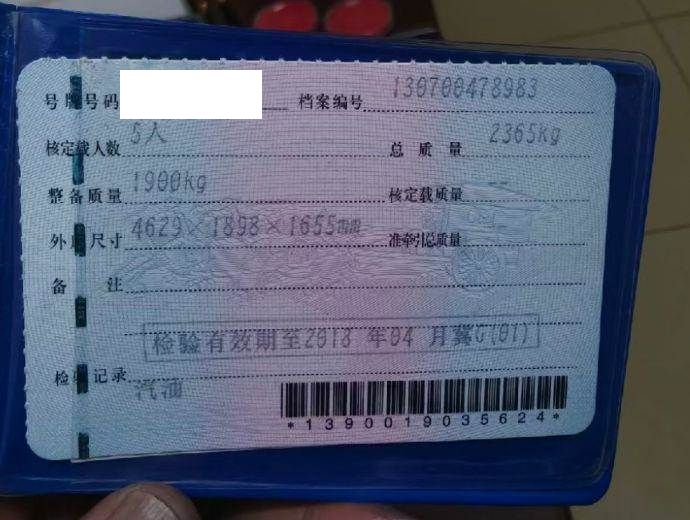 号牌号码 档案编号 130700478983
核定载人数 5人 总质量 2365kg
整备质量 1900kg 核定载质量 --
外廓尺寸 4629×1898×1655mm 准牵引总质量
备注
检验有效期至2018年04月冀G(01)
检验记录
汽油
*1390019035624*